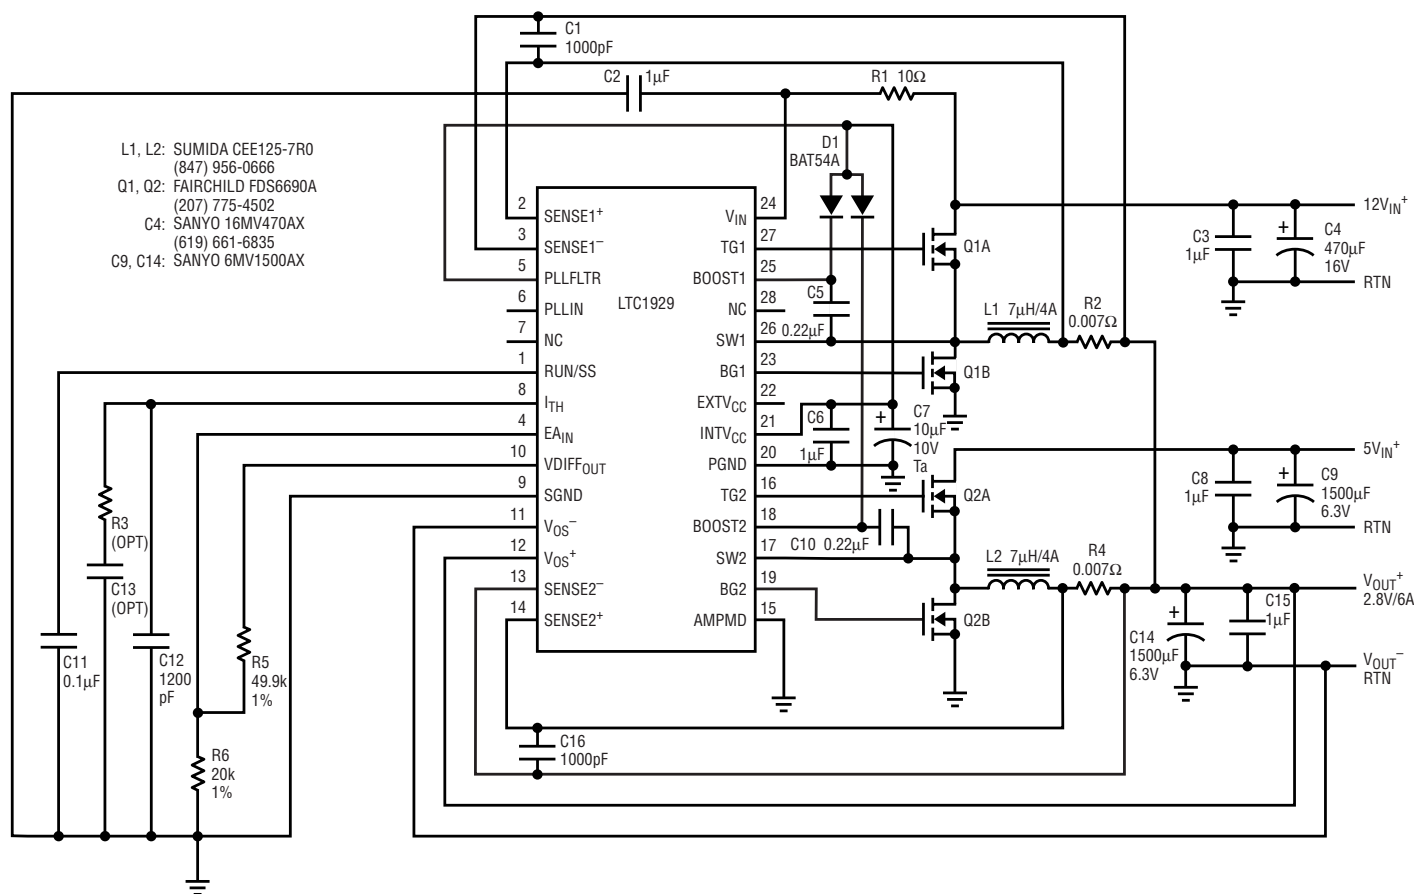 C1
1000pF
C2
1µF
R1 10Ω
L1, L2: SUMIDA CEE125-7R0
(847) 956-0666
Q1, Q2: FAIRCHILD FDS6690A
(207) 775-4502
C4: SANYO 16MV470AX
(619) 661-6835
C9, C14: SANYO 6MV1500AX
D1
BAT54A
LTC1929
2
SENSE1+
3
SENSE1–
5
PLLFLTR
6
PLLIN
7
NC
1
RUN/SS
8
ITH
4
EAIN
10
VDIFFOUT
9
SGND
11
VOS–
12
VOS+
13
SENSE2–
14
SENSE2+
24
VIN
27
TG1
25
BOOST1
28
NC
26
SW1
23
BG1
22
EXTVCC
21
INTVCC
20
PGND
16
TG2
18
BOOST2
17
SW2
19
BG2
15
AMPMD
Q1A
C5
0.22µF
L1 7µH/4A
R2
0.007Ω
12VIN+
C3
1µF
+
C4
470µF
16V
RTN
Q1B
C6
1µF
+
C7
10µF
10V
Ta
Q2A
5VIN+
C8
1µF
+
C9
1500µF
6.3V
RTN
C10 0.22µF
L2 7µH/4A
R4
0.007Ω
Q2B
VOUT+
2.8V/6A
+
C14
1500µF
6.3V
C15
1µF
VOUT–
RTN
R3
(OPT)
C13
(OPT)
C11
0.1µF
C12
1200
pF
R5
49.9k
1%
R6
20k
1%
C16
1000pF